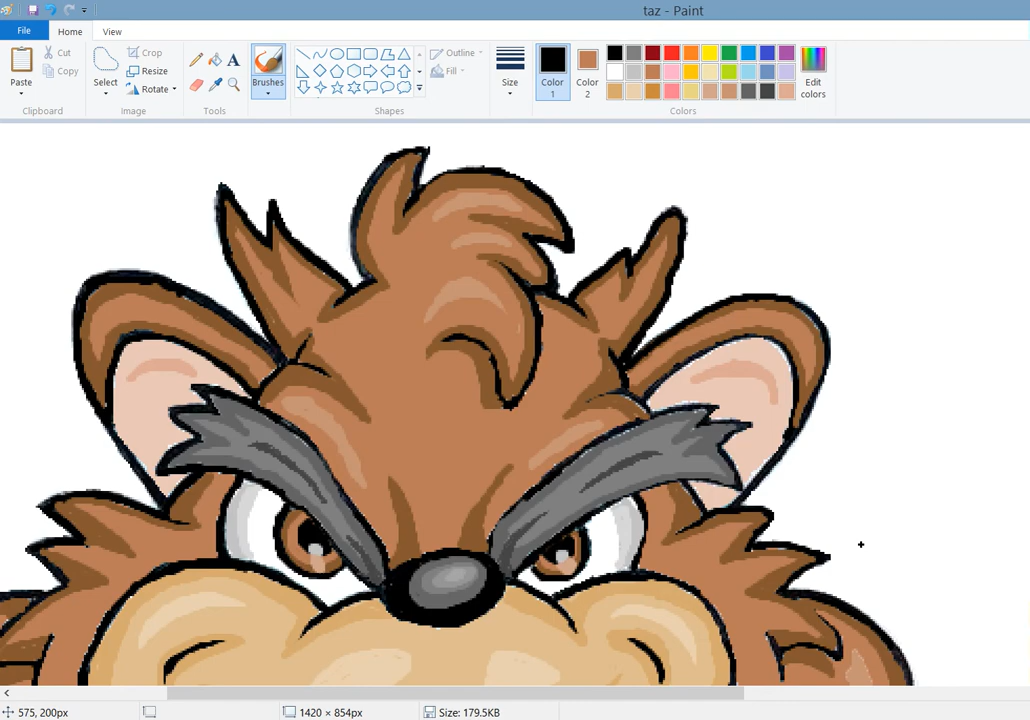 taz - Paint
File Home View
Paste
Cut
Copy
Clipboard
Select
Crop
Resize
Rotate
Image
A
Tools
Brushes
Outline
Fill
Shapes
Size
Color 1
Color 2
Edit colors
Colors
575, 200px
1420 × 854px
Size: 179.5KB